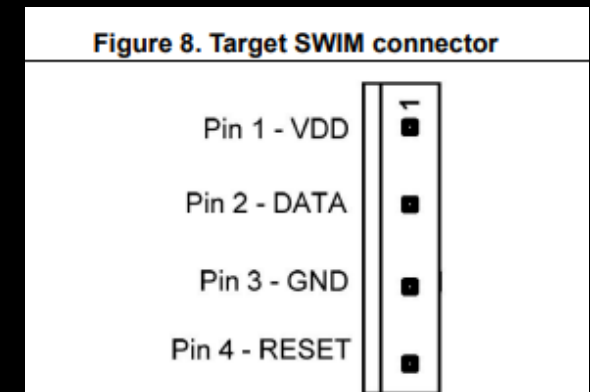 Figure 8. Target SWIM connector
1
Pin 1 - VDD
Pin 2 - DATA
Pin 3 - GND
Pin 4 - RESET